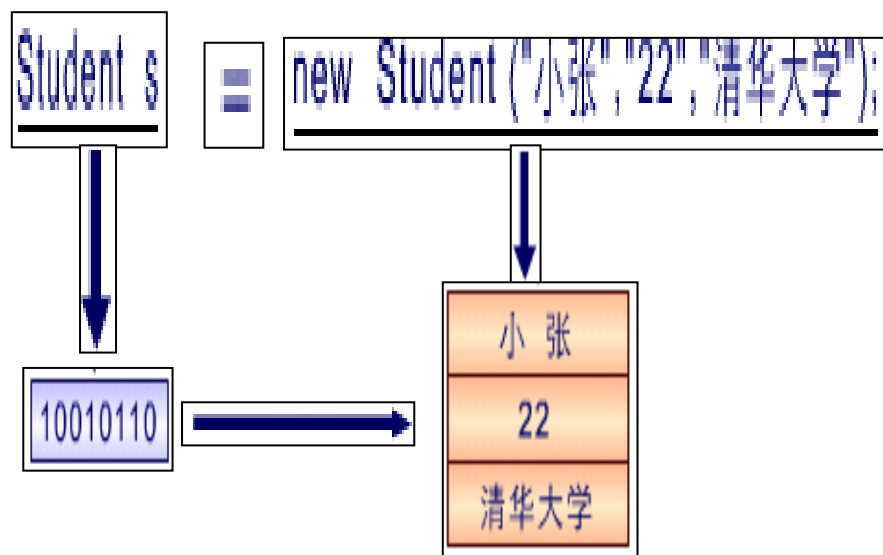 Student s = new Student("小张","22","清华大学");
小 张
10010110
22
清华大学